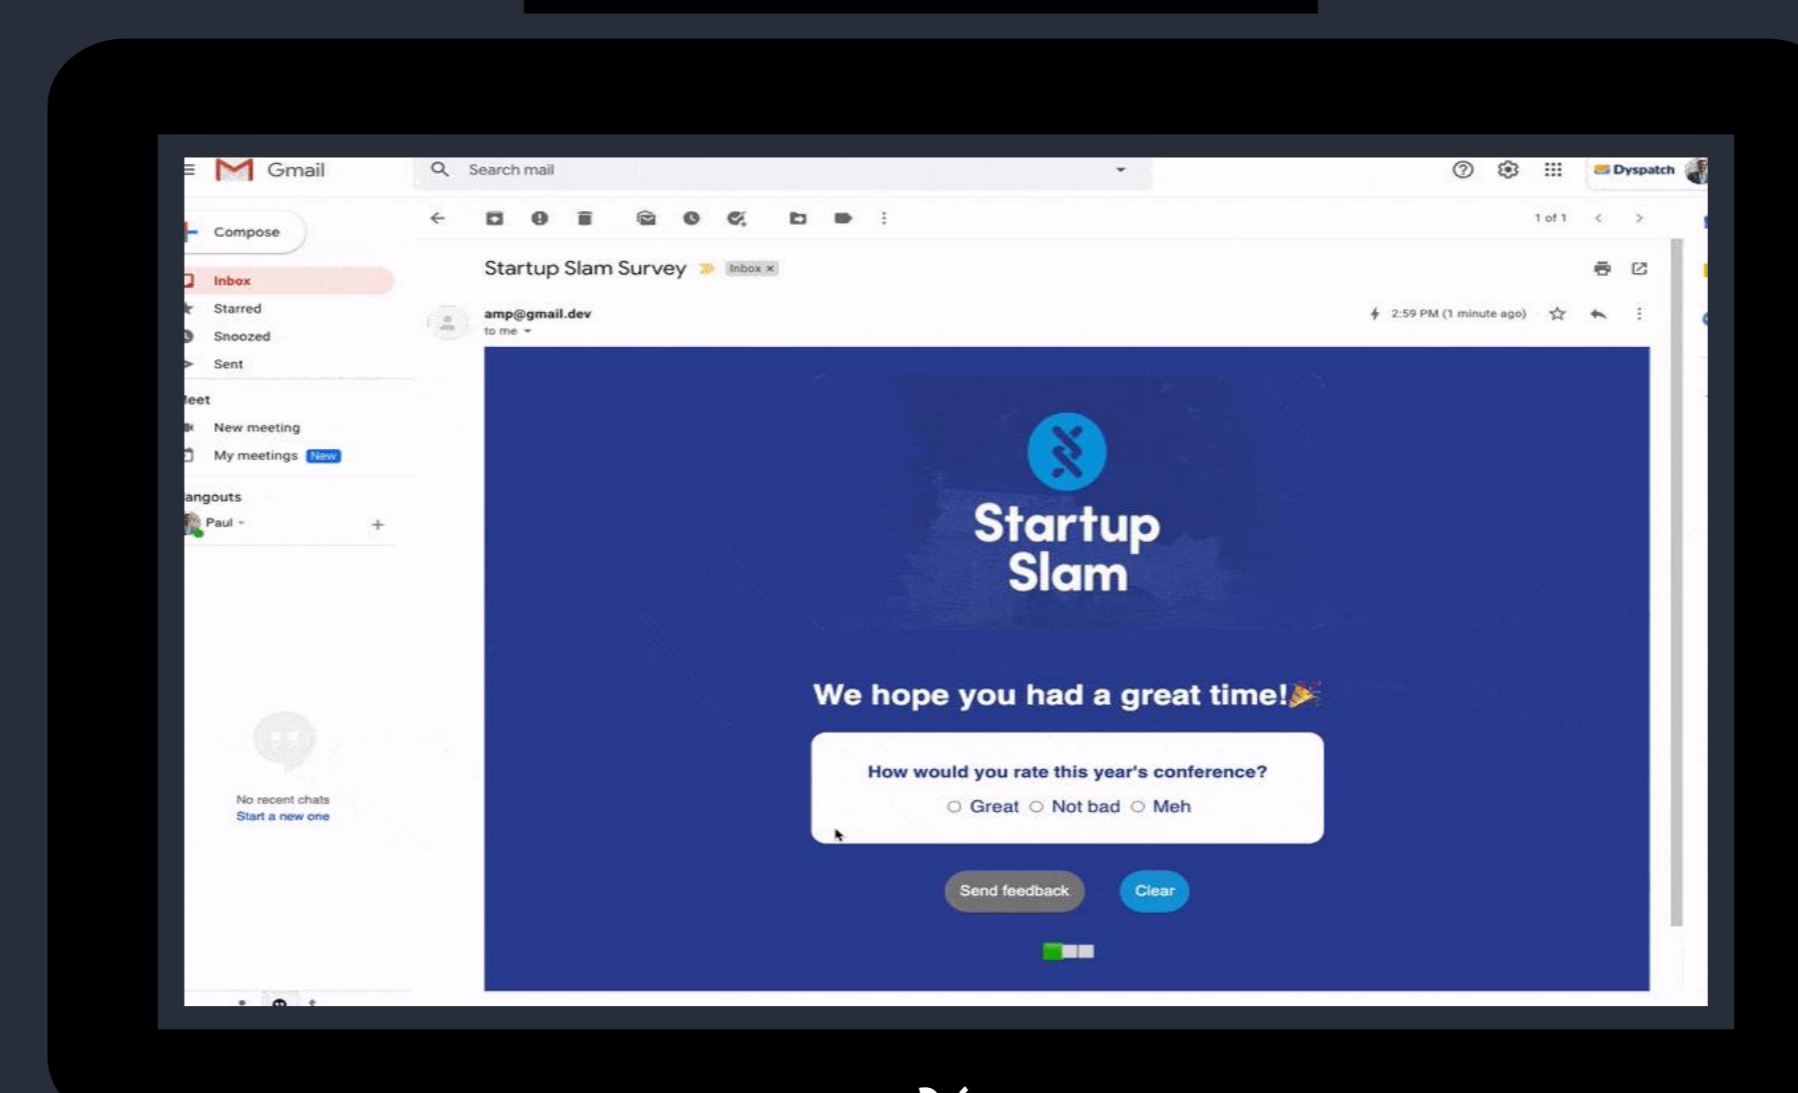 Gmail
Search mail
Dyspatch
Compose
1 of 1
Inbox
Starred
Snoozed
Sent
Meet
New meeting
My meetings New
Hangouts
Paul
No recent chats
Start a new one
Startup Slam Survey Inbox x
amp@gmail.dev
to me
2:59 PM (1 minute ago)
Startup
Slam
We hope you had a great time!🎉
How would you rate this year's conference?
Great Not bad Meh
Send feedback Clear